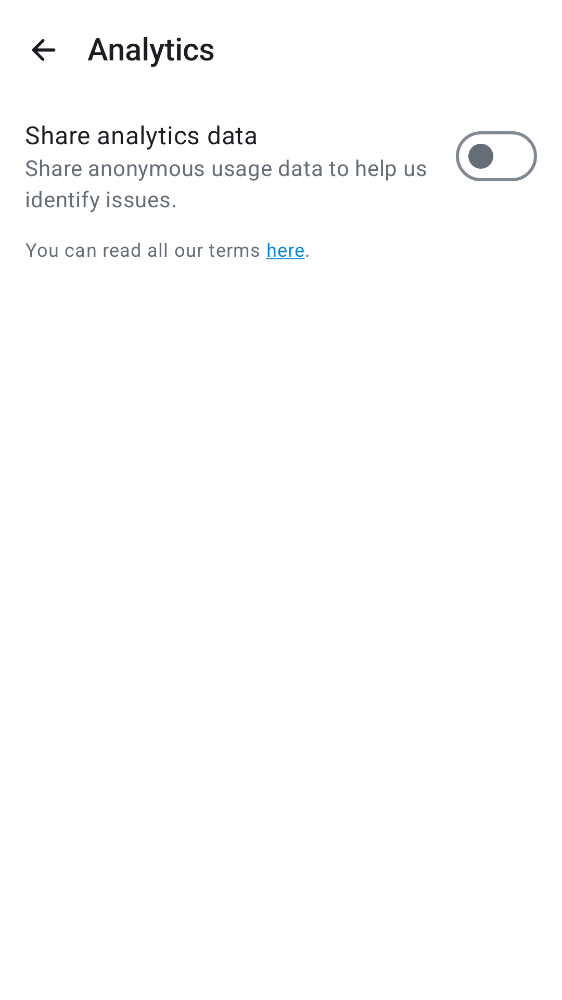 Analytics
Share analytics data
Share anonymous usage data to help us
identify issues.
You can read all our terms here.